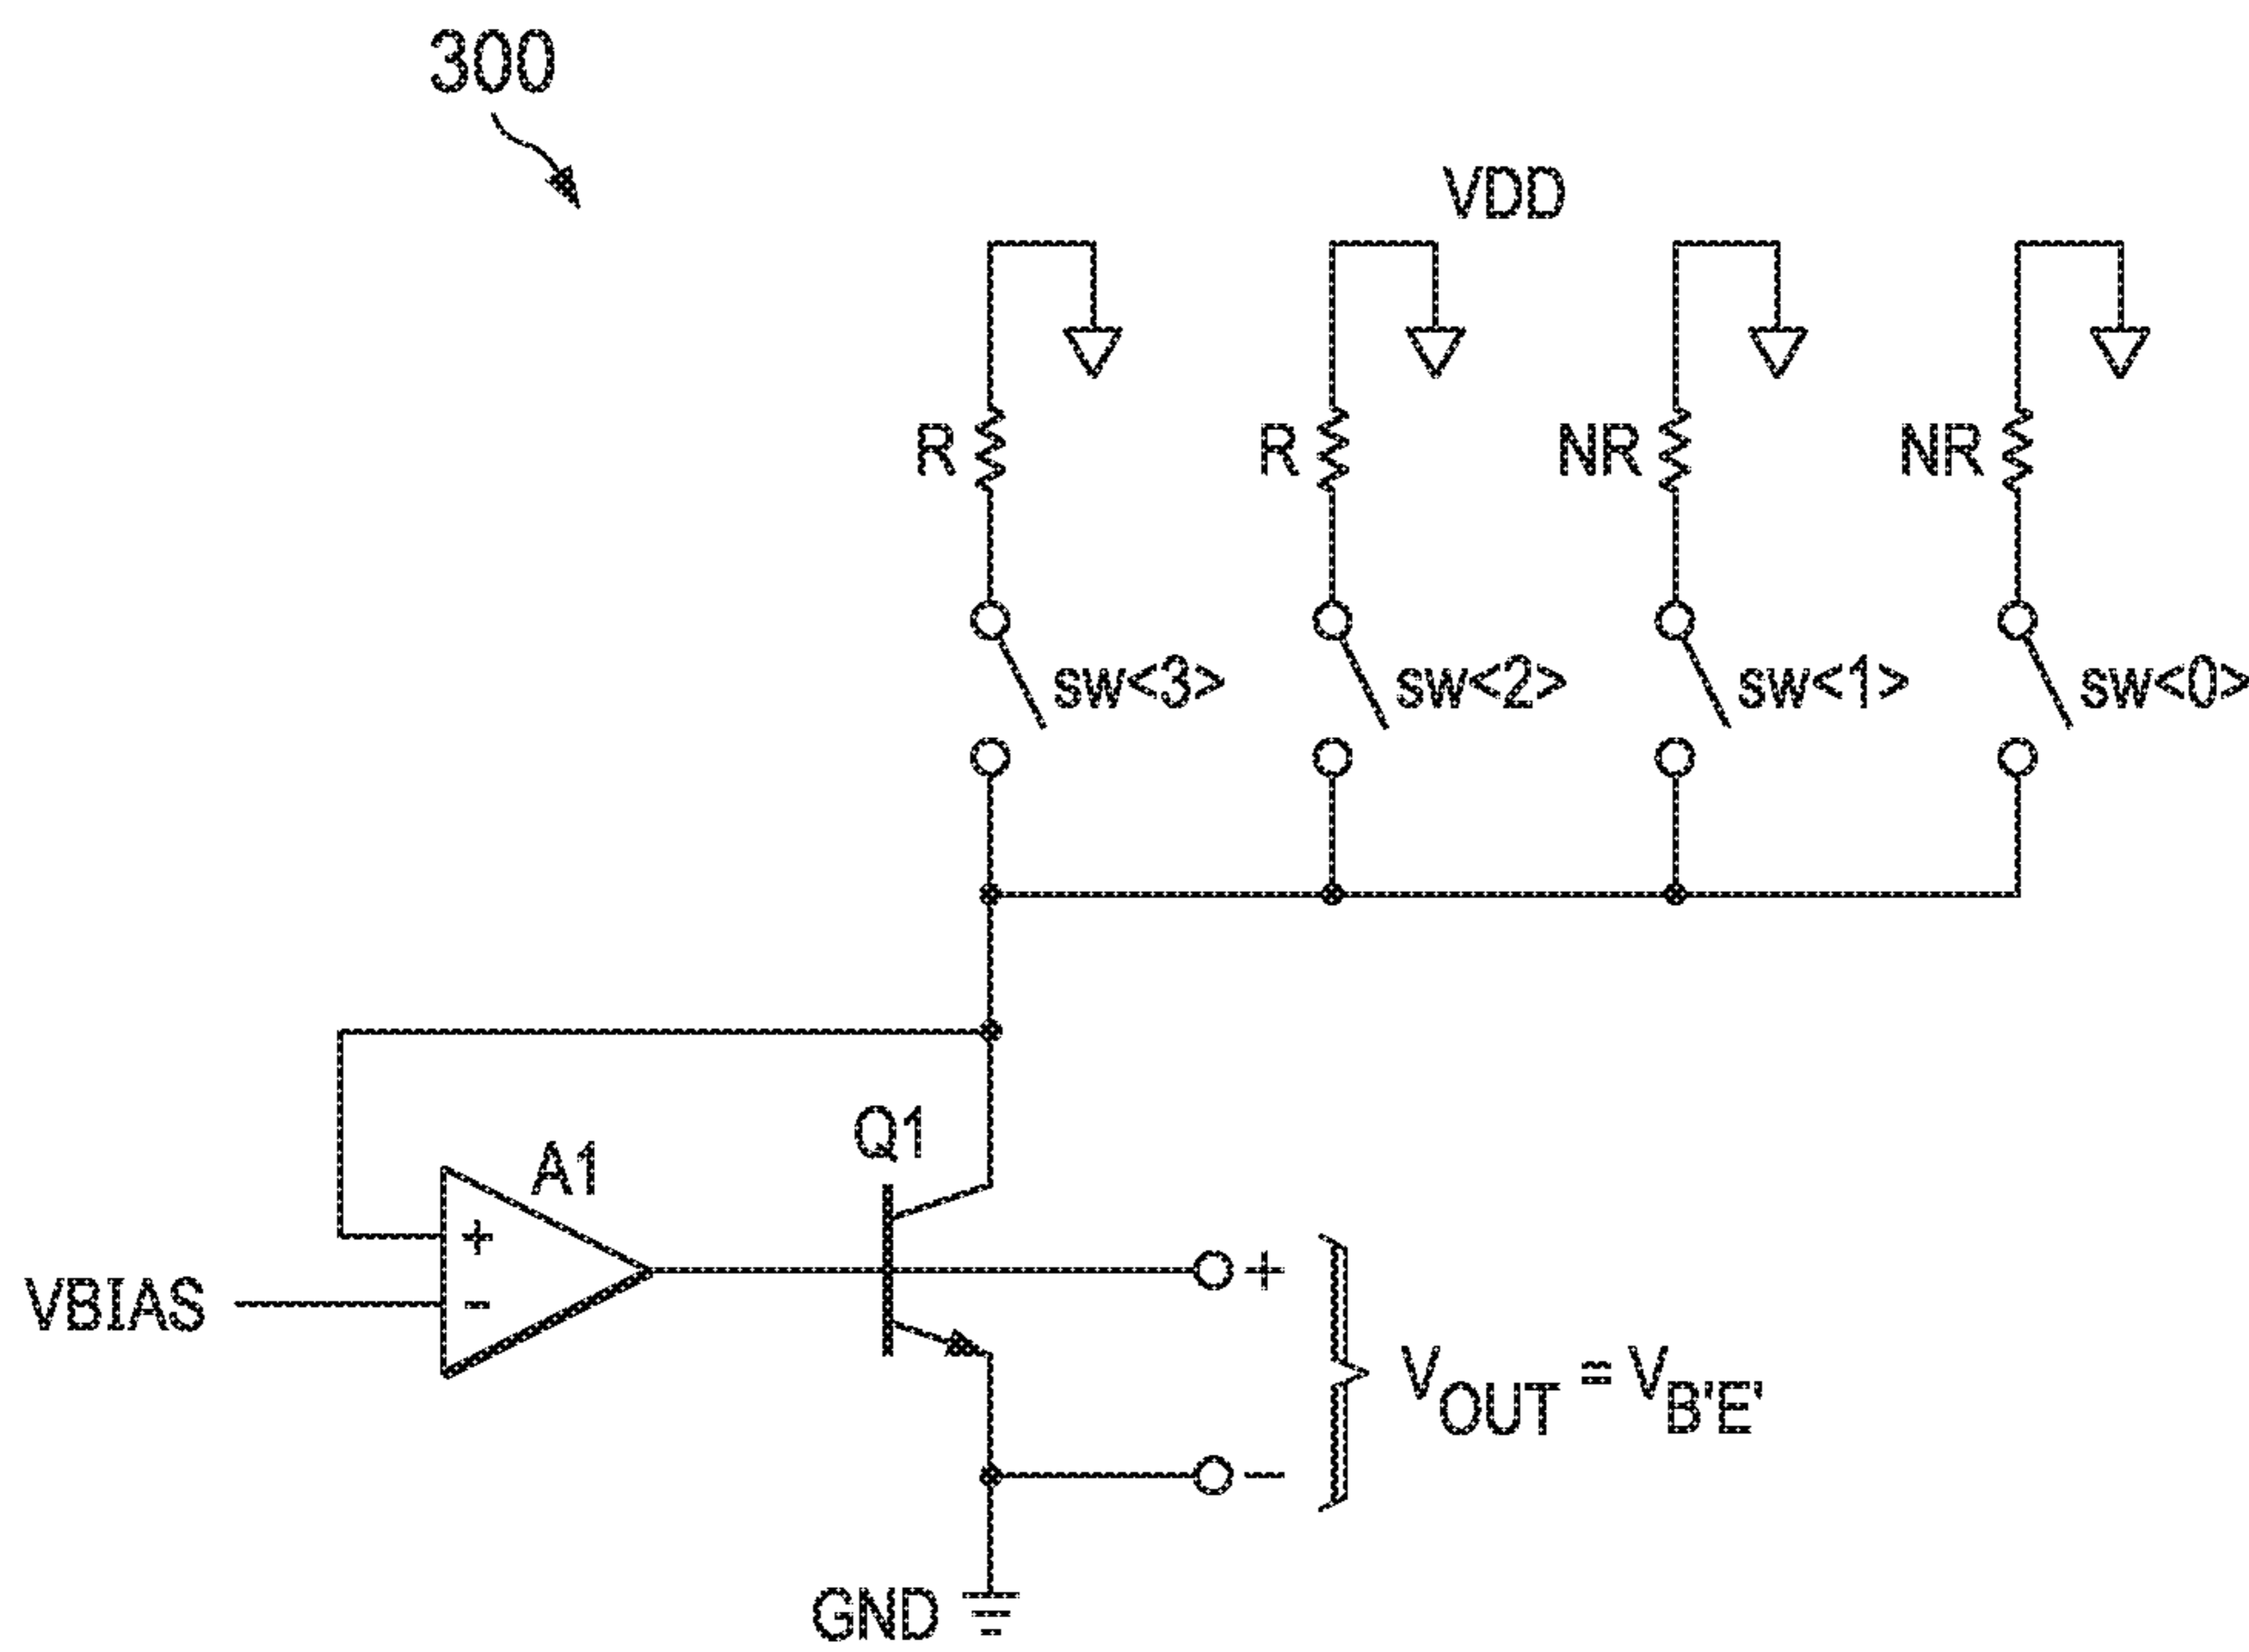 300
VDD
R R NR NR
sw<3> sw<2> sw<1> sw<0>
Q1
A1
+
-
VBIAS
+
VOUT = VB'E'
-
GND